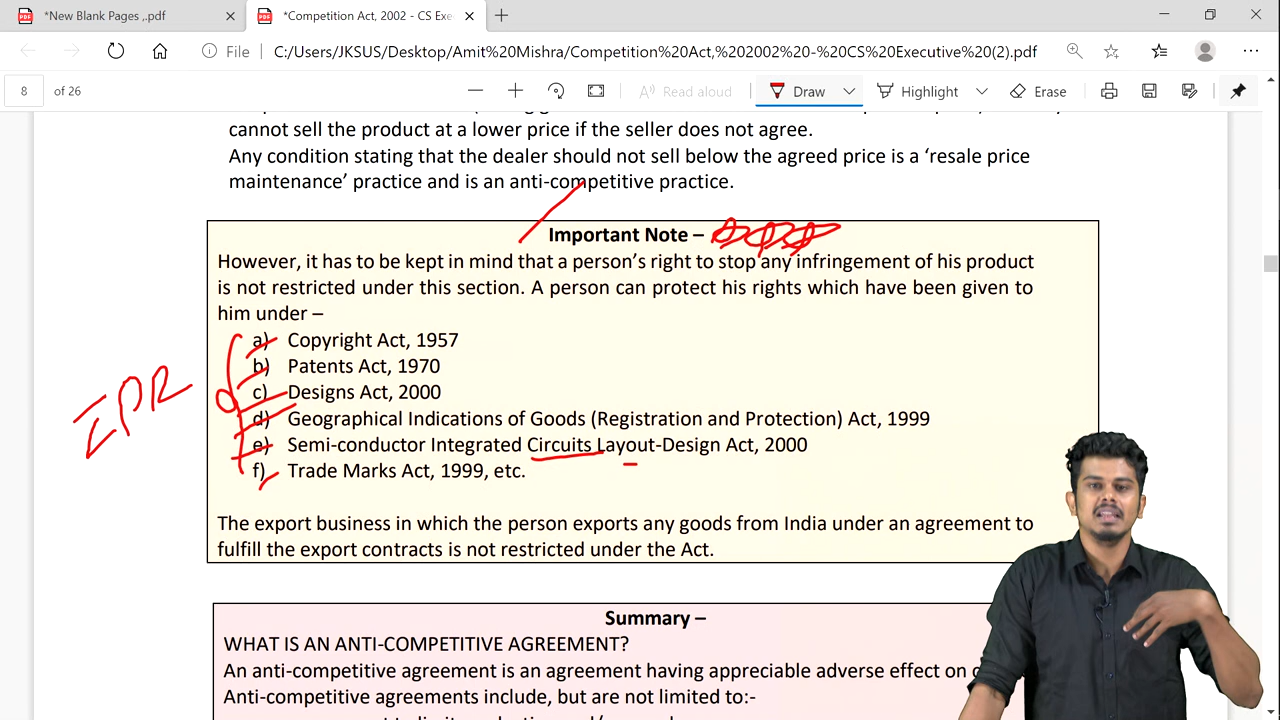 *New Blank Pages ,.pdf
*Competition Act, 2002 - CS Exe
File
C:/Users/JKSUS/Desktop/Amit%20Mishra/Competition%20Act,%202002%20-%20CS%20Executive%20(2).pdf
8 of 26
Read aloud
Draw
Highlight
Erase
cannot sell the product at a lower price if the seller does not agree.
Any condition stating that the dealer should not sell below the agreed price is a ‘resale price
maintenance’ practice and is an anti-competitive practice.
Important Note –
However, it has to be kept in mind that a person’s right to stop any infringement of his product
is not restricted under this section. A person can protect his rights which have been given to
him under –
a) Copyright Act, 1957
b) Patents Act, 1970
IPR
c) Designs Act, 2000
d) Geographical Indications of Goods (Registration and Protection) Act, 1999
e) Semi-conductor Integrated Circuits Layout-Design Act, 2000
f) Trade Marks Act, 1999, etc.
The export business in which the person exports any goods from India under an agreement to
fulfill the export contracts is not restricted under the Act.
Summary –
WHAT IS AN ANTI-COMPETITIVE AGREEMENT?
An anti-competitive agreement is an agreement having appreciable adverse effect on
Anti-competitive agreements include, but are not limited to:-